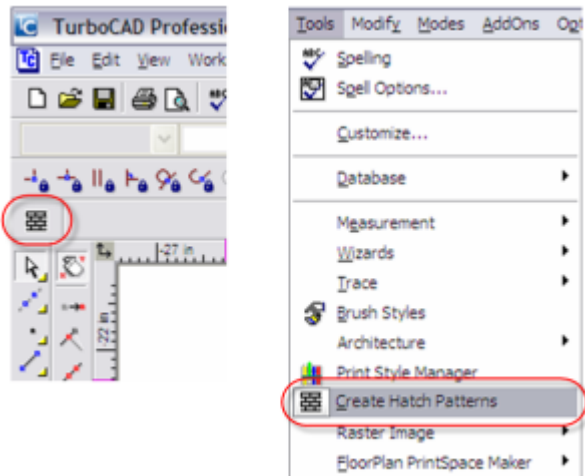 TurboCAD Professi
File Edit View Work
-27 in
-22 in
Tools Modify Modes AddOns
ABC Spelling
Spell Options...
Customize...
Database
Measurement
Wizards
Trace
Brush Styles
Architecture
Print Style Manager
Create Hatch Patterns
Raster Image
FloorPlan PrintSpace Maker